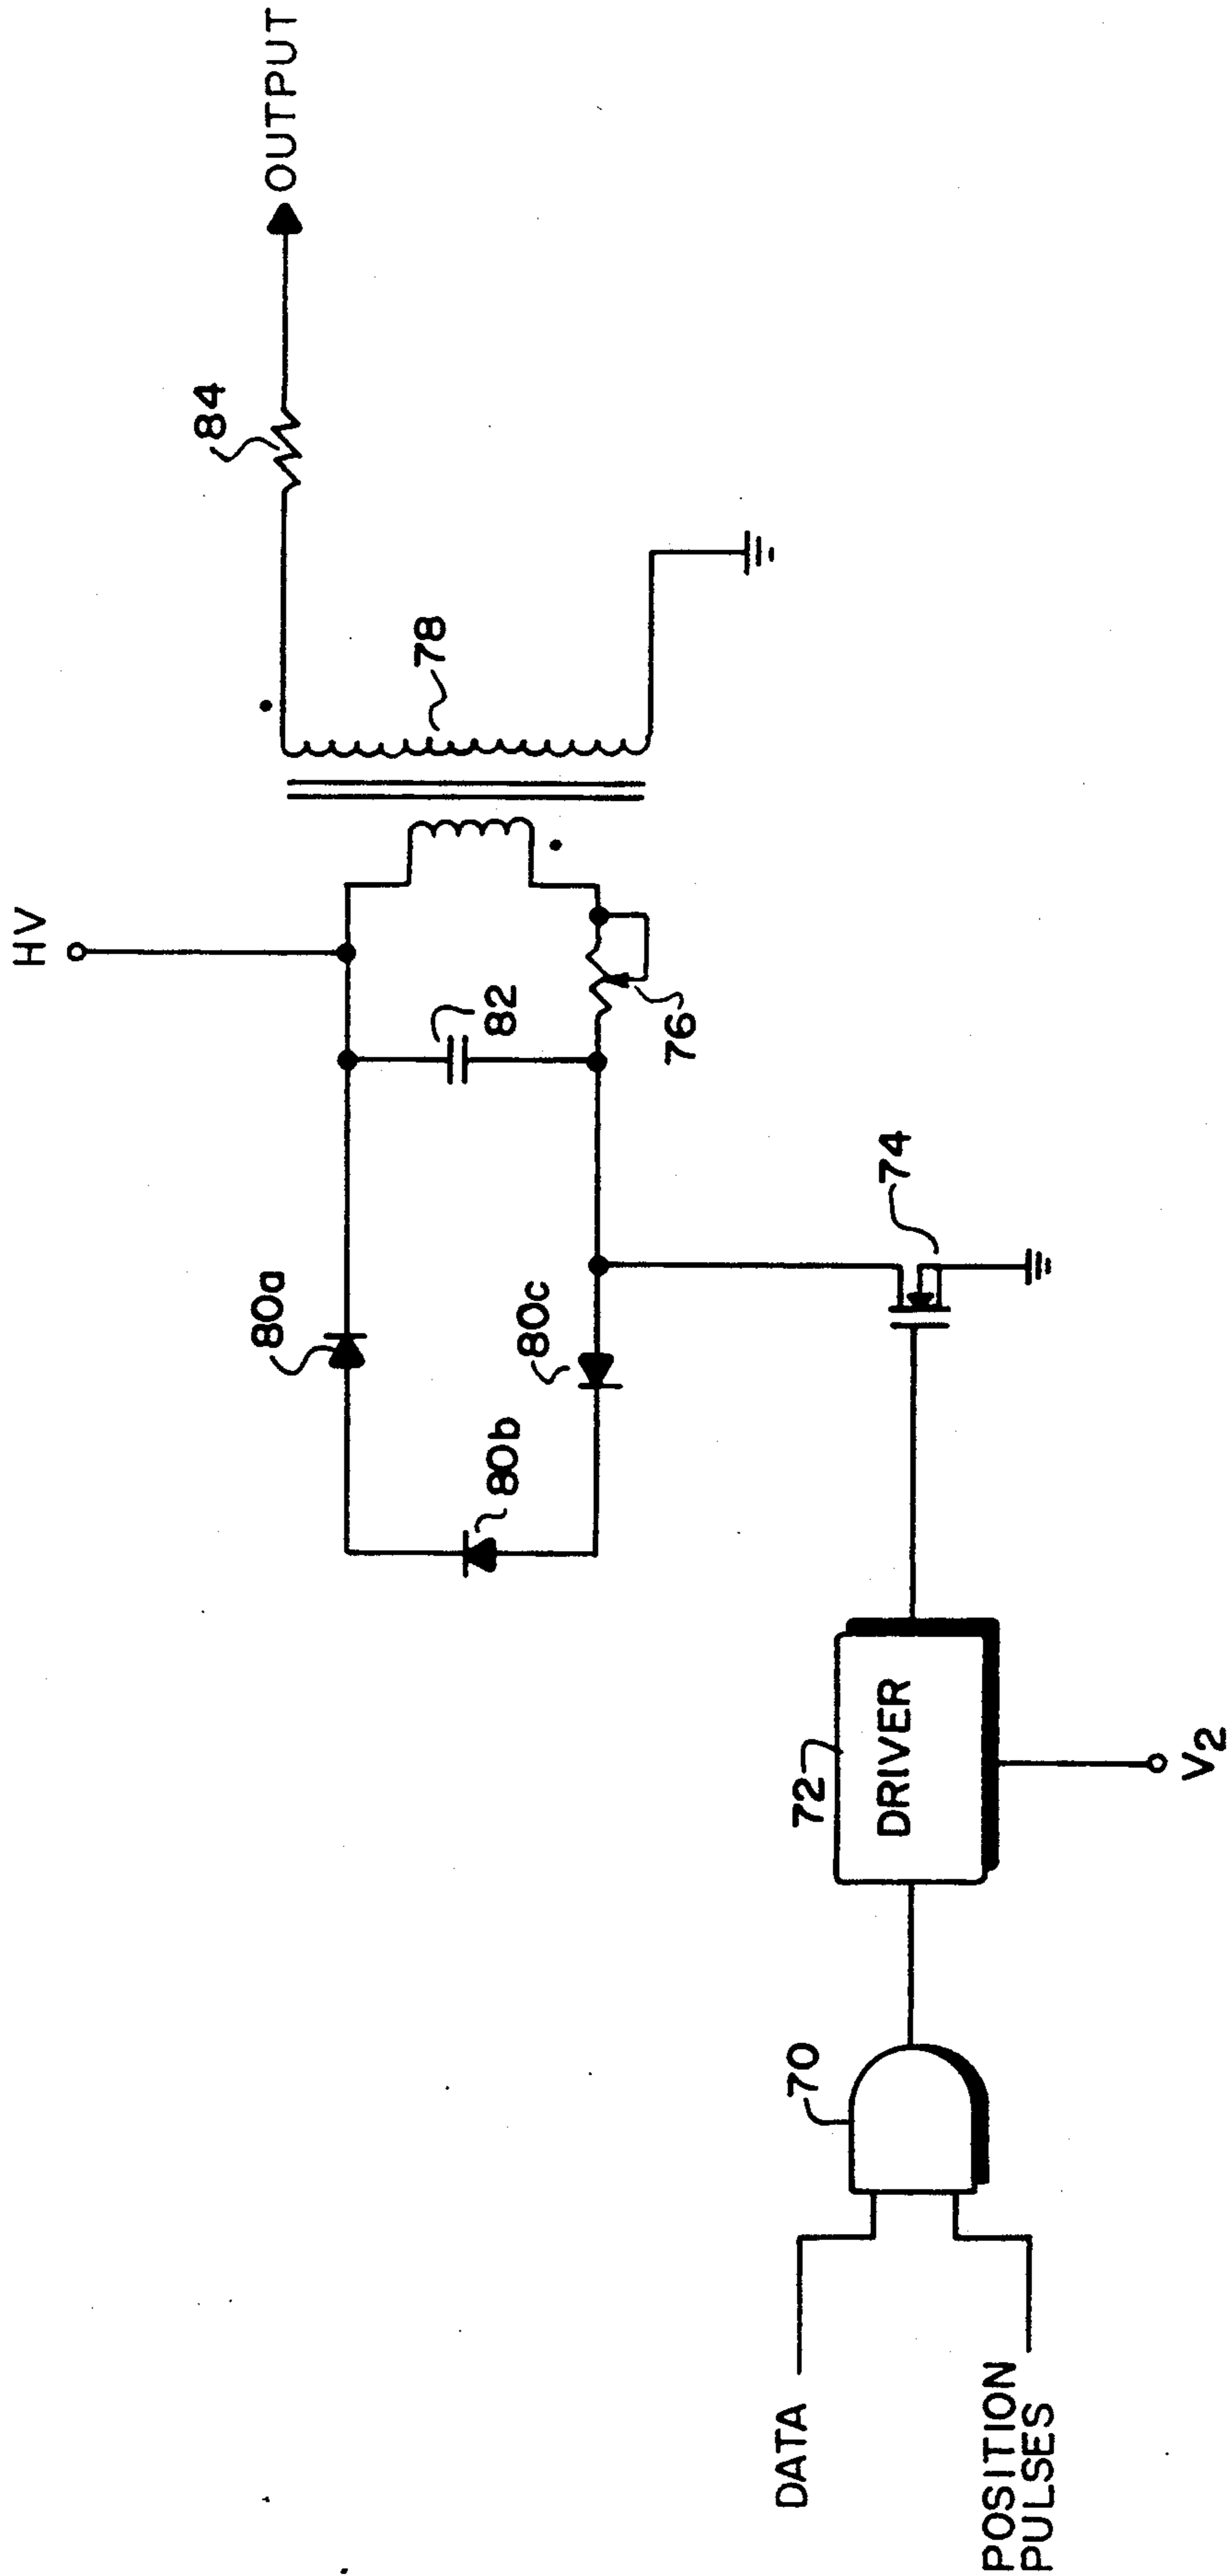 HV
84
OUTPUT
78
82
76
80a
80b
80c
74
72
DRIVER
V2
70
DATA
POSITION
PULSES